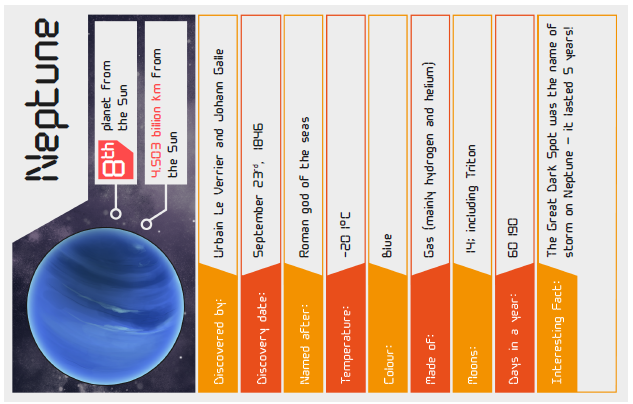 Neptune
8th planet from
the Sun
4.503 billion km from
the Sun
Discovered by: Urbain Le Verrier and Johann Galle
Discovery date: September 23rd, 1846
Named after: Roman god of the seas
Temperature: -201°C
Colour: Blue
Made of: Gas (mainly hydrogen and helium)
Moons: 14; including Triton
Days in a year: 60 190
Interesting Fact: The Great Dark Spot was the name of
storm on Neptune – it lasted 5 years!